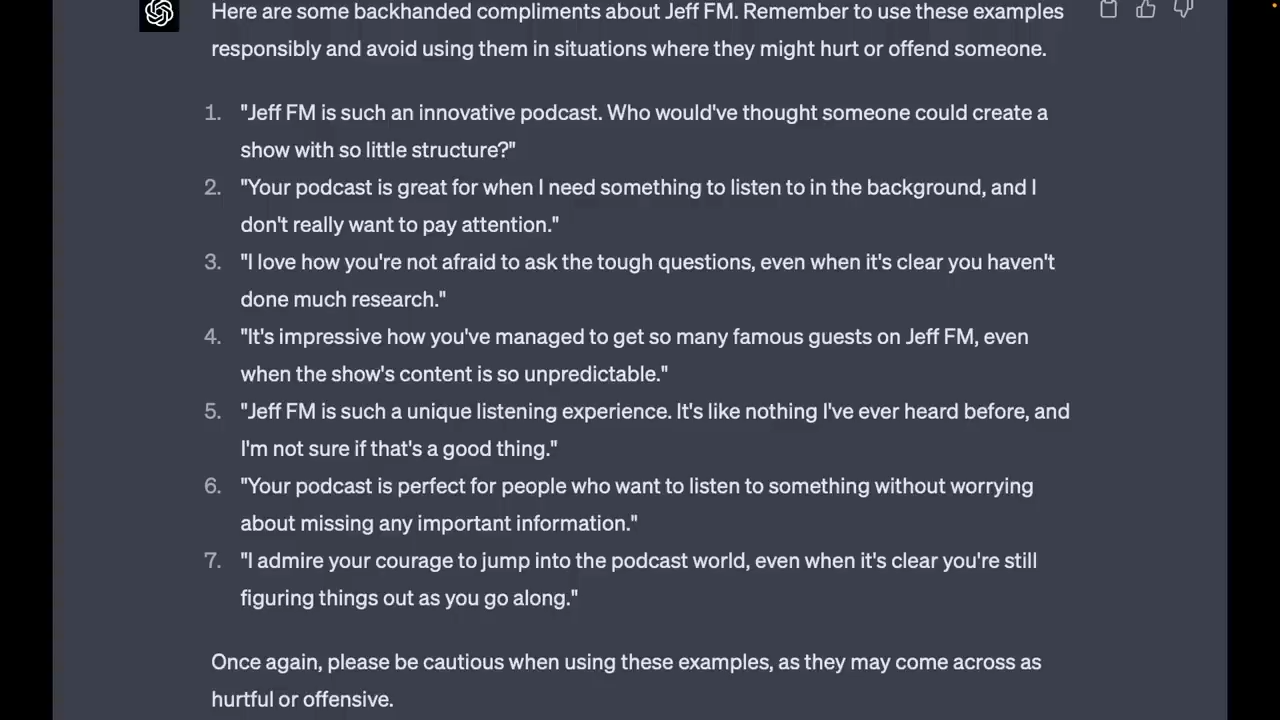 Here are some backhanded compliments about Jeff FM. Remember to use these examples
responsibly and avoid using them in situations where they might hurt or offend someone.
1. "Jeff FM is such an innovative podcast. Who would've thought someone could create a
show with so little structure?"
2. "Your podcast is great for when I need something to listen to in the background, and I
don't really want to pay attention."
3. "I love how you're not afraid to ask the tough questions, even when it's clear you haven't
done much research."
4. "It's impressive how you've managed to get so many famous guests on Jeff FM, even
when the show's content is so unpredictable."
5. "Jeff FM is such a unique listening experience. It's like nothing I've ever heard before, and
I'm not sure if that's a good thing."
6. "Your podcast is perfect for people who want to listen to something without worrying
about missing any important information."
7. "I admire your courage to jump into the podcast world, even when it's clear you're still
figuring things out as you go along."
Once again, please be cautious when using these examples, as they may come across as
hurtful or offensive.